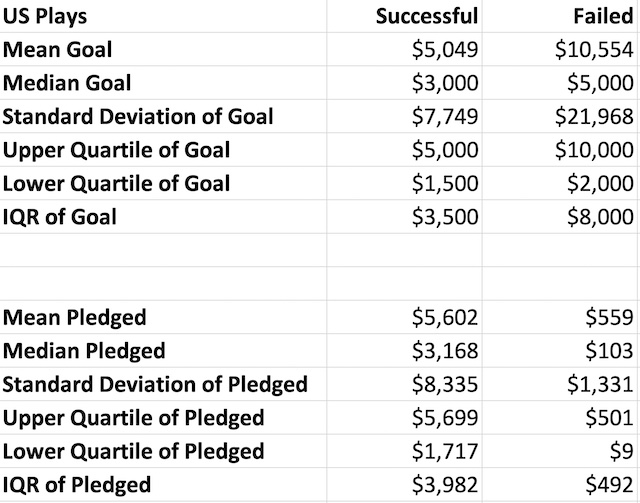 US Plays Successful Failed
Mean Goal $5,049 $10,554
Median Goal $3,000 $5,000
Standard Deviation of Goal $7,749 $21,968
Upper Quartile of Goal $5,000 $10,000
Lower Quartile of Goal $1,500 $2,000
IQR of Goal $3,500 $8,000
Mean Pledged $5,602 $559
Median Pledged $3,168 $103
Standard Deviation of Pledged $8,335 $1,331
Upper Quartile of Pledged $5,699 $501
Lower Quartile of Pledged $1,717 $9
IQR of Pledged $3,982 $492